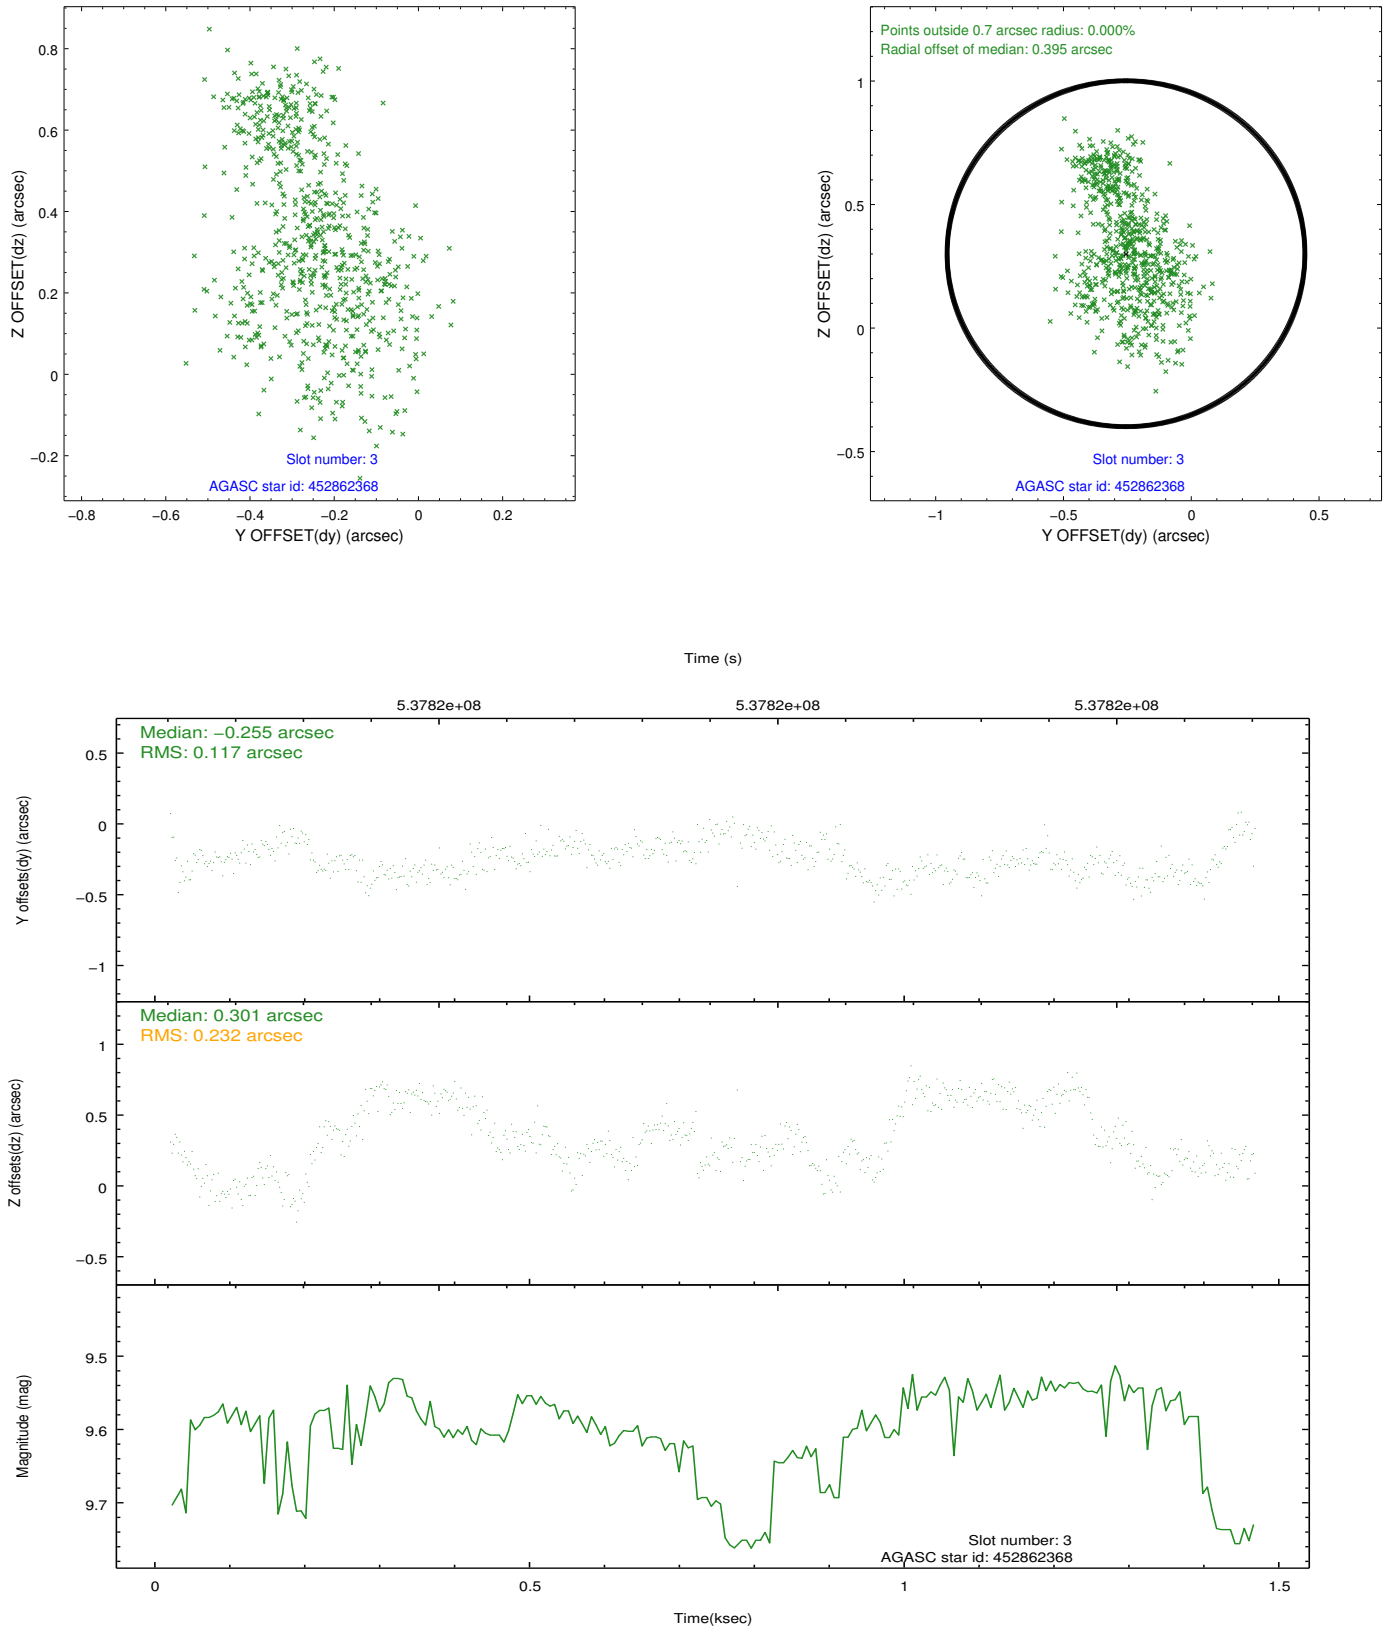 0.8
0.6
0.4
0.2
0
−0.2
Z OFFSET(dz) (arcsec)
Slot number: 3
AGASC star id: 452862368
−0.8 −0.6 −0.4 −0.2 0 0.2
Y OFFSET(dy) (arcsec)
Points outside 0.7 arcsec radius: 0.000%
Radial offset of median: 0.395 arcsec
1
0.5
0
−0.5
Z OFFSET(dz) (arcsec)
Slot number: 3
AGASC star id: 452862368
−1 −0.5 0 0.5
Y OFFSET(dy) (arcsec)
Time (s)
5.3782e+08 5.3782e+08 5.3782e+08
Median: −0.255 arcsec
RMS: 0.117 arcsec
0.5
0
−0.5
−1
Y offsets(dy) (arcsec)
Median: 0.301 arcsec
RMS: 0.232 arcsec
1
0.5
0
−0.5
Z offsets(dz) (arcsec)
9.5
9.6
9.7
Magnitude (mag)
Slot number: 3
AGASC star id: 452862368
0 0.5 1 1.5
Time(ksec)